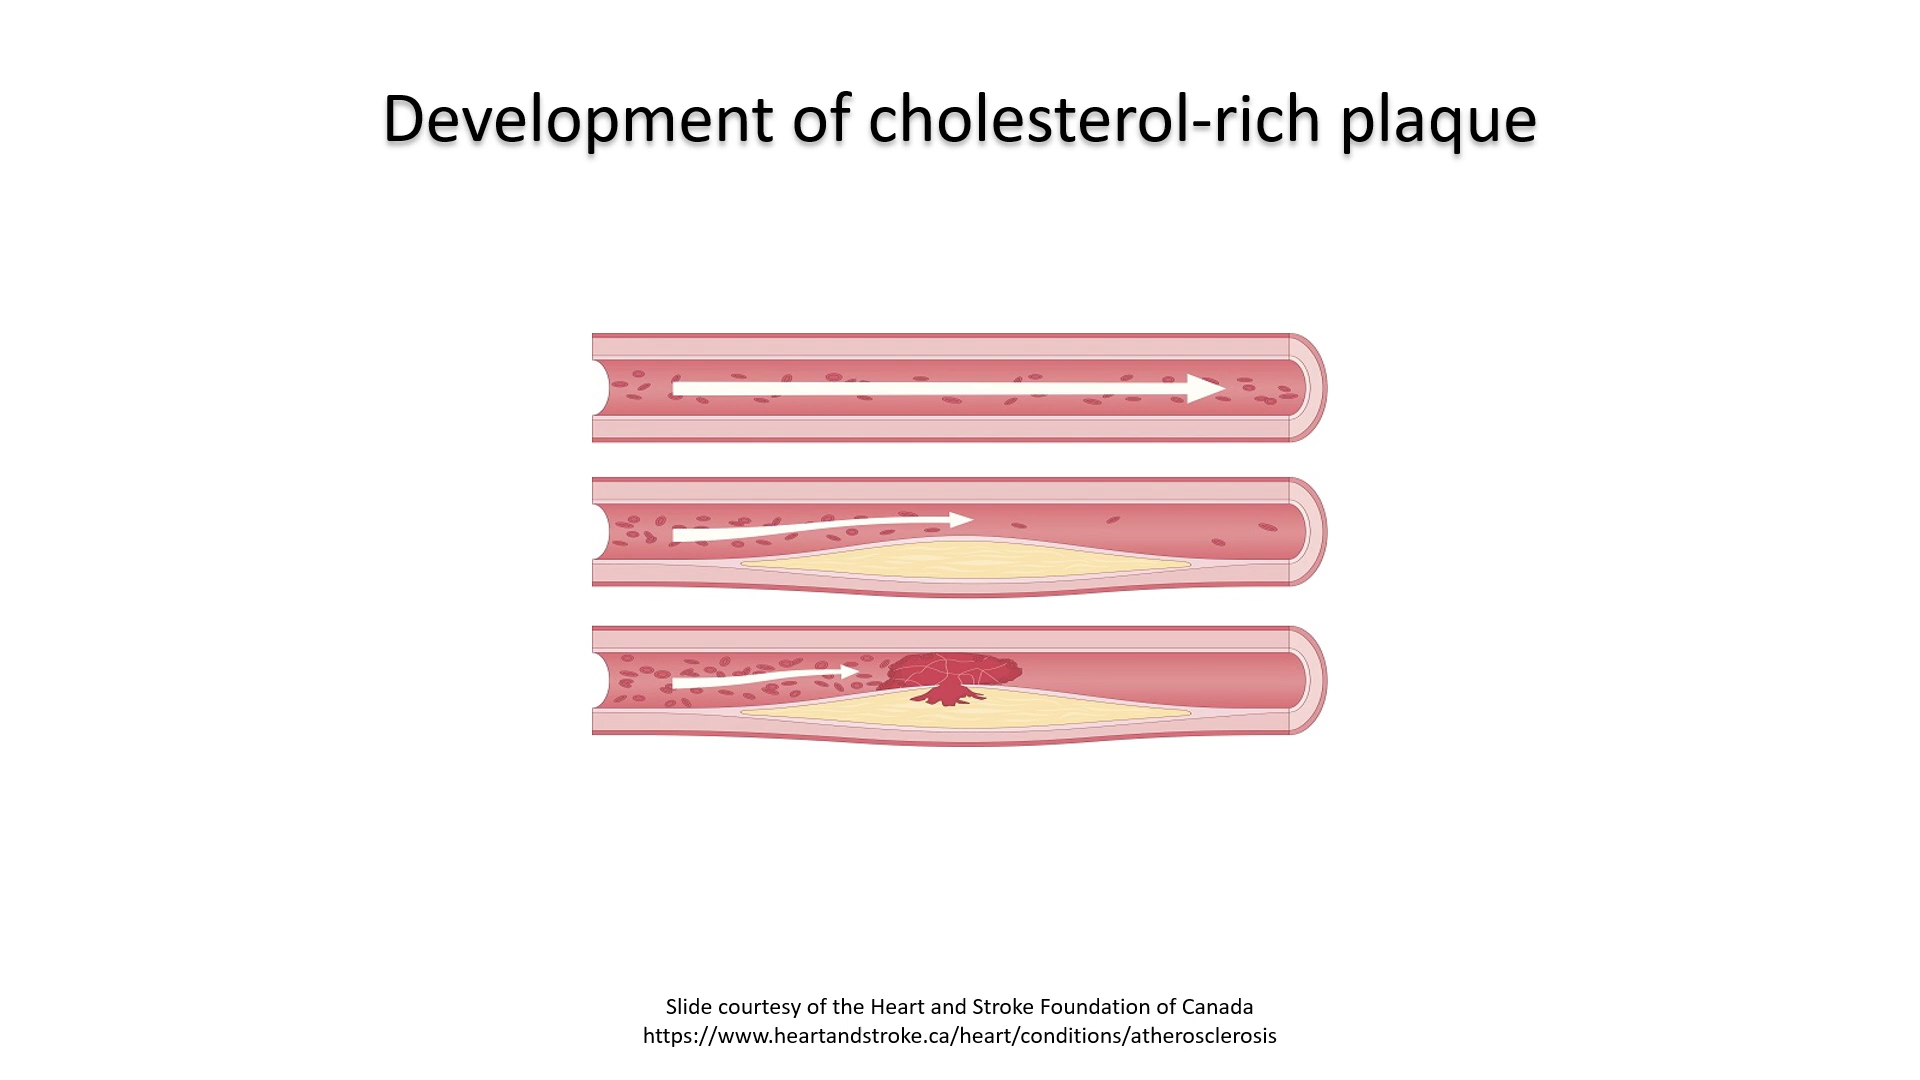 Development of cholesterol-rich plaque
Slide courtesy of the Heart and Stroke Foundation of Canada
https://www.heartandstroke.ca/heart/conditions/atherosclerosis